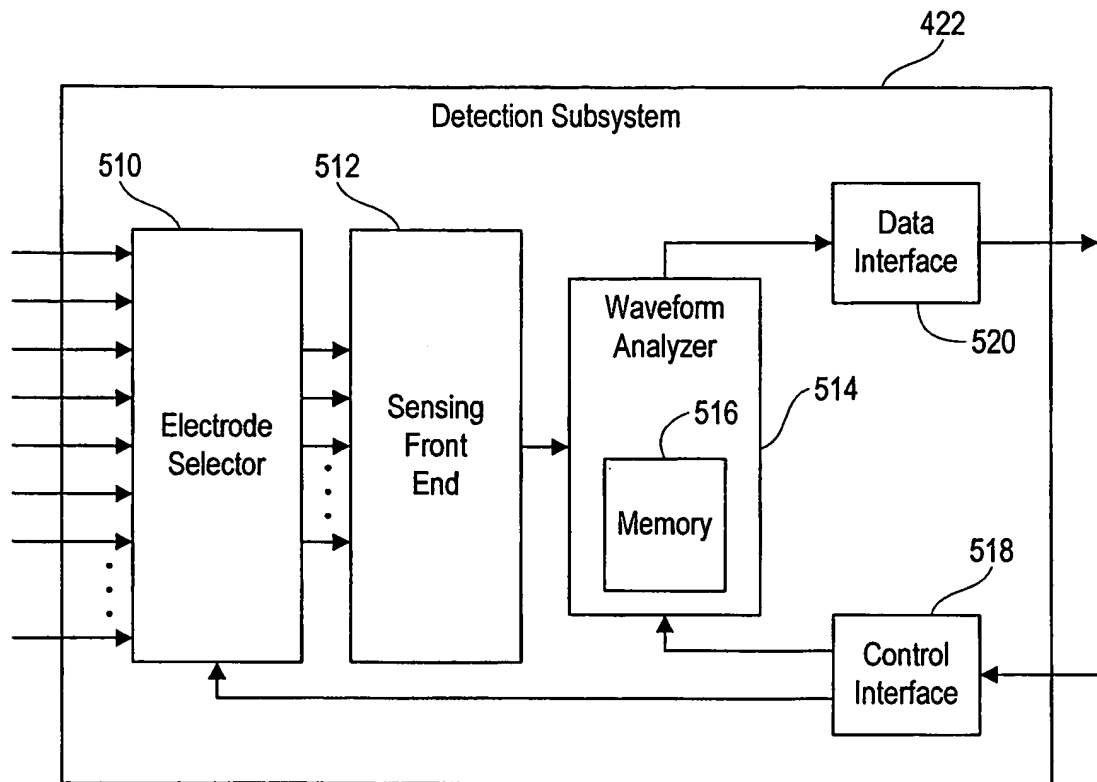 422
Detection Subsystem
510
512
Data
Interface
520
Waveform
Analyzer
514
516
Memory
Electrode
Selector
Sensing
Front
End
518
Control
Interface